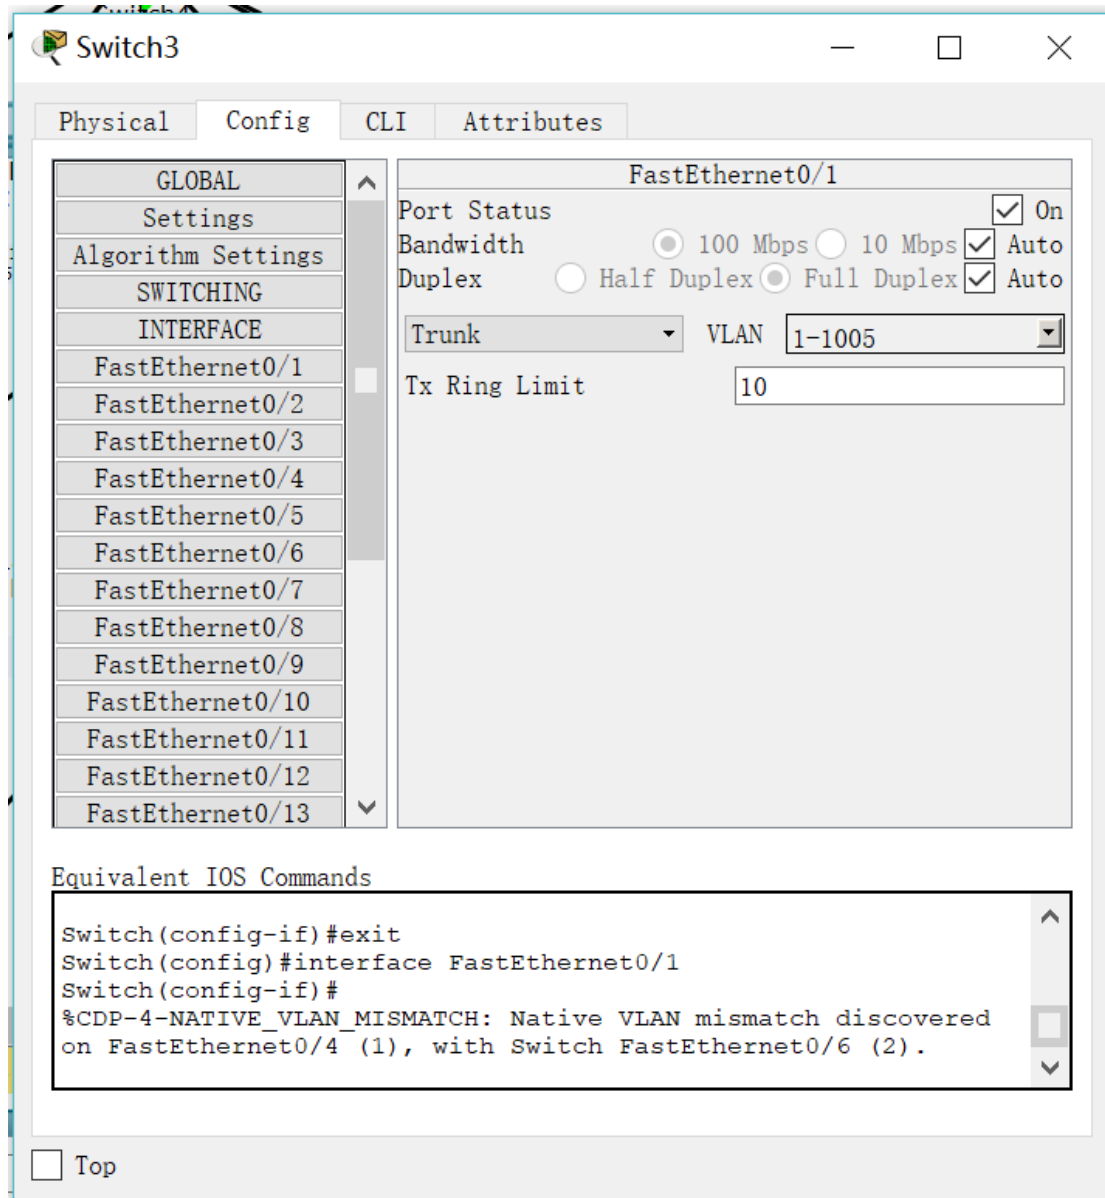 Switch4
Switch3
Physical Config CLI Attributes
GLOBAL
Settings
Algorithm Settings
SWITCHING
INTERFACE
FastEthernet0/1
FastEthernet0/2
FastEthernet0/3
FastEthernet0/4
FastEthernet0/5
FastEthernet0/6
FastEthernet0/7
FastEthernet0/8
FastEthernet0/9
FastEthernet0/10
FastEthernet0/11
FastEthernet0/12
FastEthernet0/13
FastEthernet0/1
Port Status On
Bandwidth 100 Mbps 10 Mbps Auto
Duplex Half Duplex Full Duplex Auto
Trunk VLAN 1-1005
Tx Ring Limit 10
Equivalent IOS Commands
Switch(config-if)#exit
Switch(config)#interface FastEthernet0/1
Switch(config-if)#
%CDP-4-NATIVE_VLAN_MISMATCH: Native VLAN mismatch discovered
on FastEthernet0/4 (1), with Switch FastEthernet0/6 (2).
Top